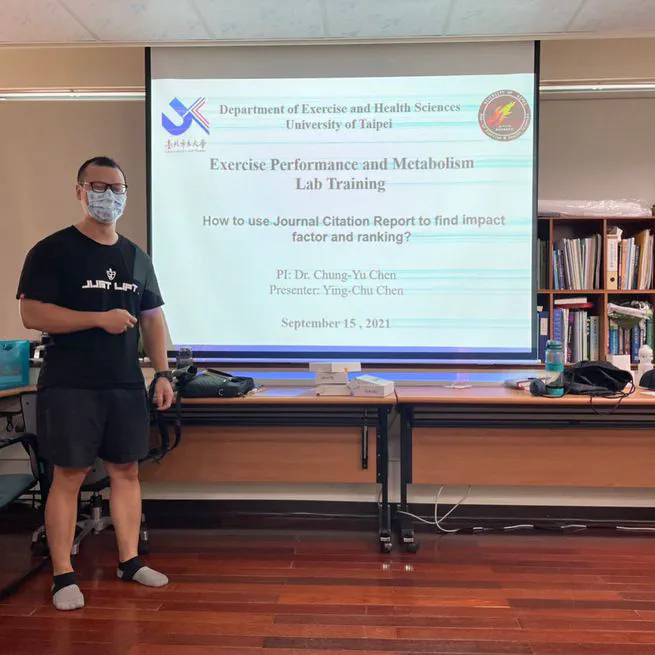 Department of Exercise and Health Sciences
University of Taipei
臺北市立大學
Exercise Performance and Metabolism
Lab Training
How to use Journal Citation Report to find impact
factor and ranking?
PI: Dr. Chung-Yu Chen
Presenter: Ying-Chu Chen
September 15 , 2021
JUST LIFT